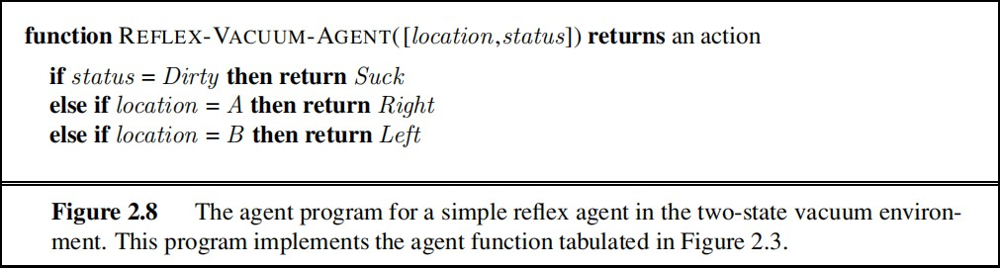 function REFLEX-VACUUM-AGENT([location,status]) returns an action
if status = Dirty then return Suck
else if location = A then return Right
else if location = B then return Left
Figure 2.8 The agent program for a simple reflex agent in the two-state vacuum environ-
ment. This program implements the agent function tabulated in Figure 2.3.